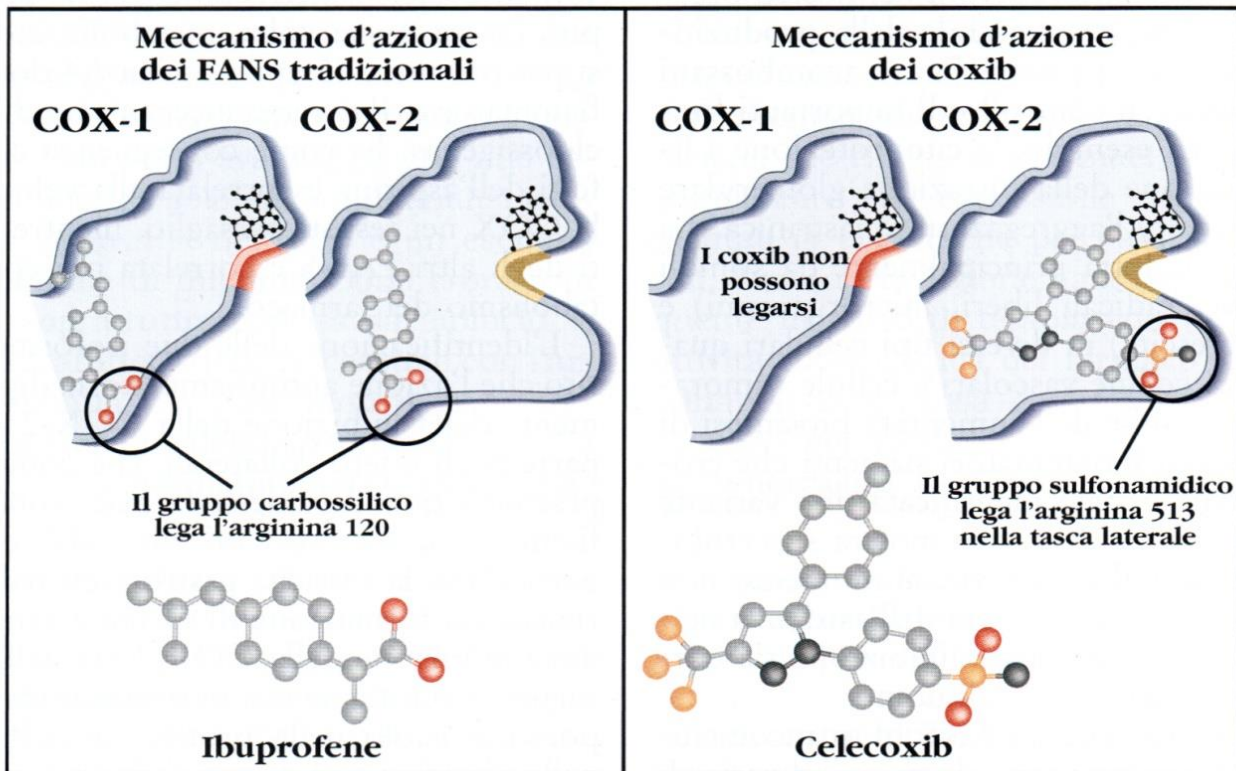 Meccanismo d'azione
dei FANS tradizionali
COX-1
COX-2
Il gruppo carbossilico
lega l'arginina 120
Ibuprofene
Meccanismo d'azione
dei coxib
COX-1
COX-2
I coxib non
possono
legarsi
Il gruppo sulfonamidico
lega l'arginina 513
nella tasca laterale
Celecoxib